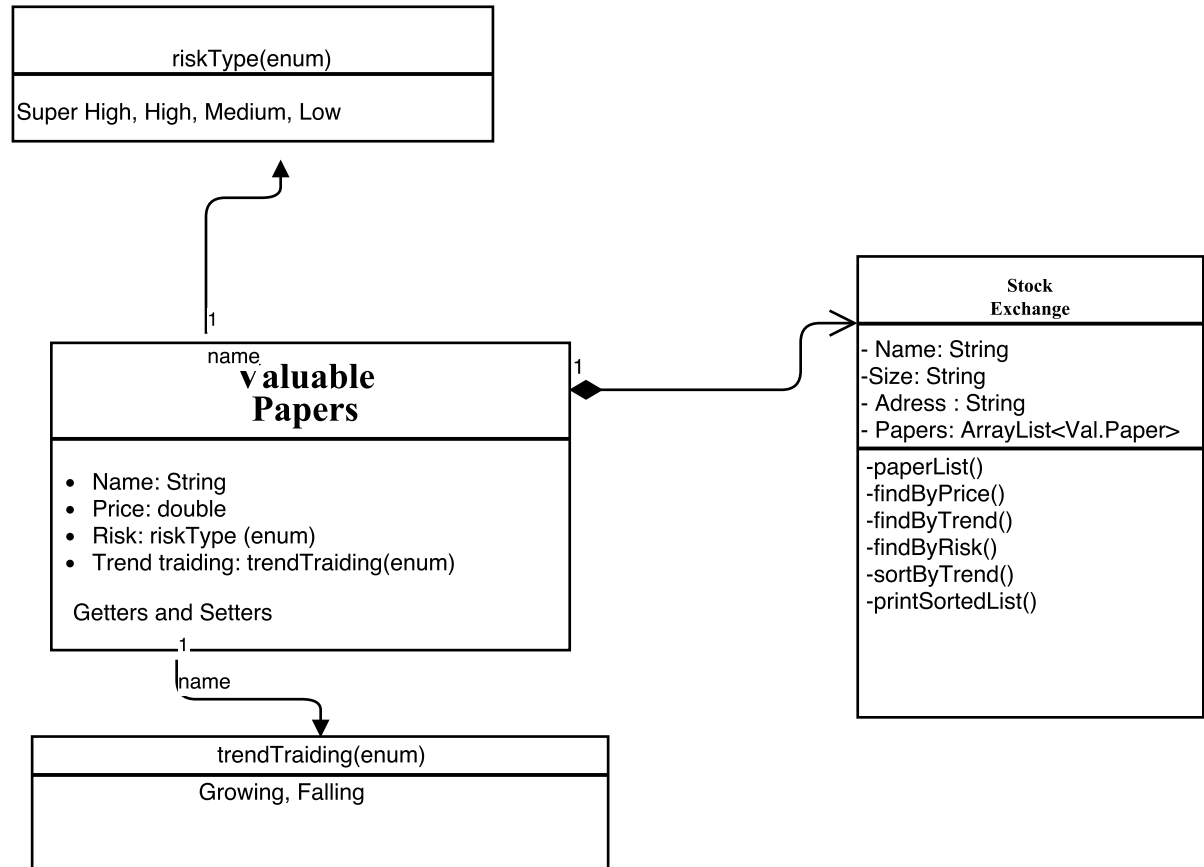 riskType(enum)
Super High, High, Medium, Low
1
name
Valuable
Papers
1
• Name: String
• Price: double
• Risk: riskType (enum)
• Trend traiding: trendTraiding(enum)
Getters and Setters
1
name
trendTraiding(enum)
Growing, Falling
Stock
Exchange
- Name: String
-Size: String
- Adress : String
- Papers: ArrayList<Val.Paper>
-paperList()
-findByPrice()
-findByTrend()
-findByRisk()
-sortByTrend()
-printSortedList()